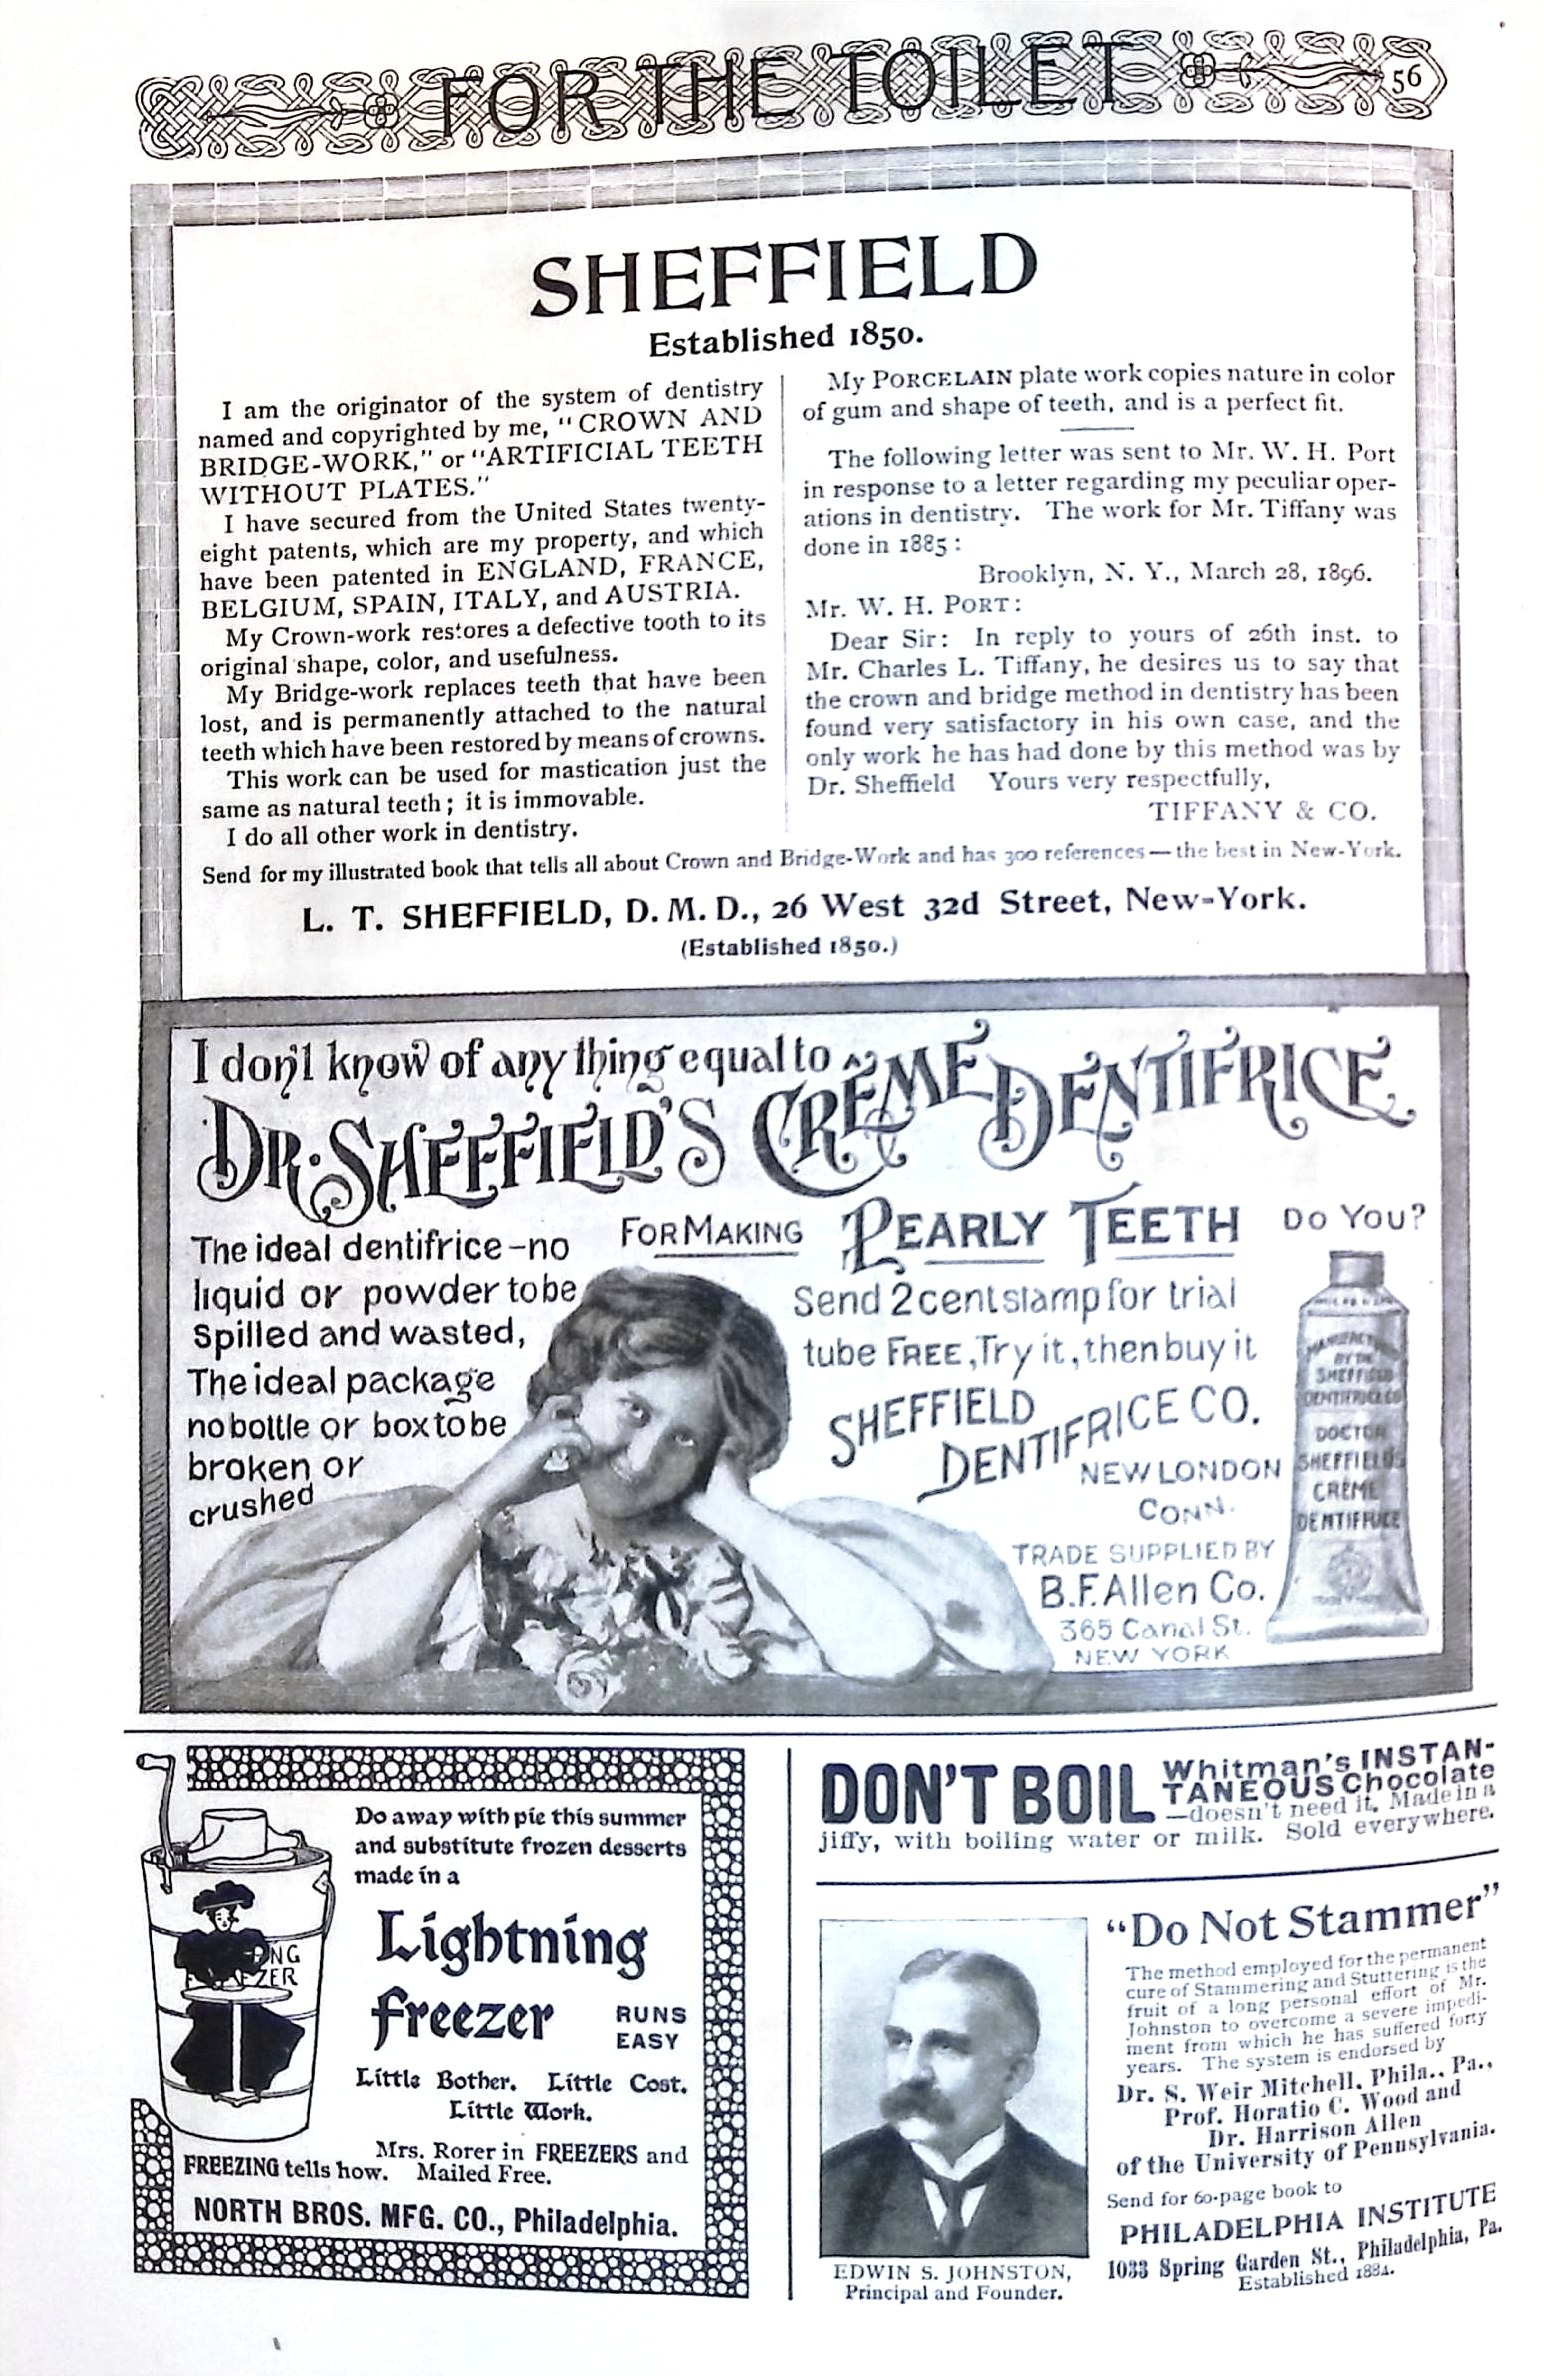 FOR THE TOILET
56
SHEFFIELD
Established 1850.
I am the originator of the system of dentistry
named and copyrighted by me, "CROWN AND
BRIDGE-WORK," or "ARTIFICIAL TEETH
WITHOUT PLATES."
I have secured from the United States twenty-
eight patents, which are my property, and which
have been patented in ENGLAND, FRANCE,
BELGIUM, SPAIN, ITALY, and AUSTRIA.
My Crown-work restores a defective tooth to its
original shape, color, and usefulness.
My Bridge-work replaces teeth that have been
lost, and is permanently attached to the natural
teeth which have been restored by means of crowns.
This work can be used for mastication just the
same as natural teeth; it is immovable.
I do all other work in dentistry.
My PORCELAIN plate work copies nature in color
of gum and shape of teeth, and is a perfect fit.
The following letter was sent to Mr. W. H. Port
in response to a letter regarding my peculiar oper-
ations in dentistry. The work for Mr. Tiffany was
done in 1885:
Brooklyn, N. Y., March 28, 1896.
Mr. W. H. PORT:
Dear Sir: In reply to yours of 26th inst. to
Mr. Charles L. Tiffany, he desires us to say that
the crown and bridge method in dentistry has been
found very satisfactory in his own case, and the
only work he has had done by this method was by
Dr. Sheffield Yours very respectfully,
TIFFANY & CO.
Send for my illustrated book that tells all about Crown and Bridge-Work and has 300 references—the best in New-York.
L. T. SHEFFIELD, D. M. D., 26 West 32d Street, New-York.
(Established 1850.)
I don't know of any thing equal to
DR. SHEFFIELD'S CRÊME DENTIFRICE
FOR MAKING PEARLY TEETH DO YOU?
The ideal dentifrice-no
liquid or powder to be
Spilled and wasted,
The ideal package
no bottle or box to be
broken or
crushed
Send 2 cent stamp for trial
tube FREE, Try it, then buy it
SHEFFIELD
DENTIFRICE CO.
NEW LONDON
CONN.
TRADE SUPPLIED BY
B.F. Allen Co.
365 Canal St.
NEW YORK
MANUFACTURED
BY THE
SHEFFIELD
DENTIFRICE CO
DOCTOR
SHEFFIELD'S
CRÊME
DENTIFRICE
Do away with pie this summer
and substitute frozen desserts
made in a
Lightning
Freezer
RUNS
EASY
Little Bother. Little Cost.
Little Work.
Mrs. Rorer in FREEZERS and
FREEZING tells how. Mailed Free.
NORTH BROS. MFG. CO., Philadelphia.
DON'T BOIL Whitman's INSTAN-
TANEOUS Chocolate
—doesn't need it. Made in a
jiffy, with boiling water or milk. Sold everywhere.
"Do Not Stammer"
The method employed for the permanent
cure of Stammering and Stuttering is the
fruit of a long personal effort of Mr.
Johnston to overcome a severe impedi-
ment from which he has suffered forty
years. The system is endorsed by
Dr. S. Weir Mitchell, Phila., Pa.,
Prof. Horatio C. Wood and
Dr. Harrison Allen
of the University of Pennsylvania.
Send for 60-page book to
PHILADELPHIA INSTITUTE
1033 Spring Garden St., Philadelphia, Pa.
Established 1884.
EDWIN S. JOHNSTON,
Principal and Founder.